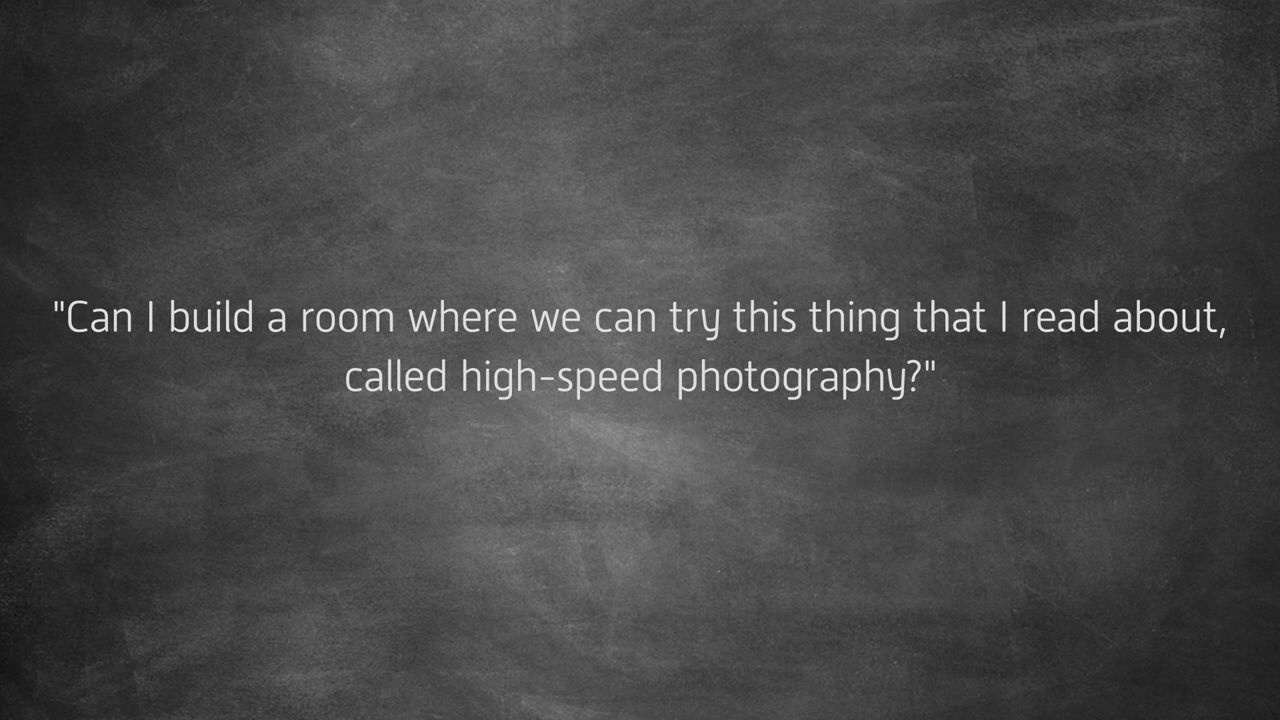 "Can I build a room where we can try this thing that I read about,
called high-speed photography?"